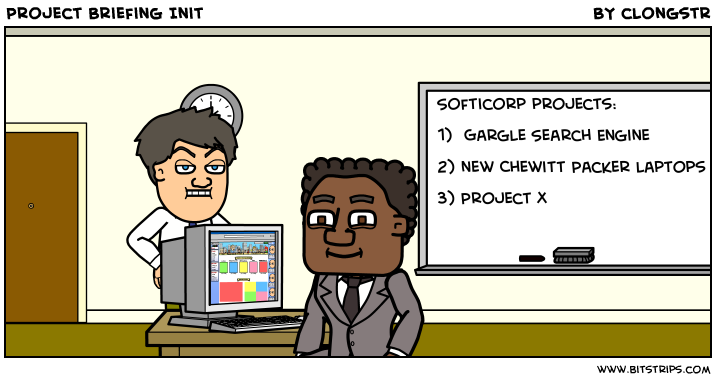 PROJECT BRIEFING INIT
BY CLONGSTR
SOFTICORP PROJECTS:
1) GARGLE SEARCH ENGINE
2) NEW CHEWITT PACKER LAPTOPS
3) PROJECT X
WWW.BITSTRIPS.COM